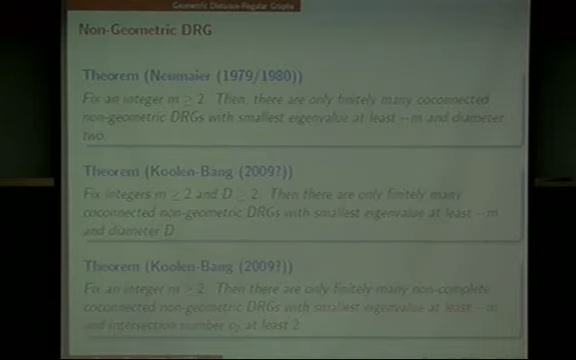 Geometric Distance-Regular Graphs
Non-Geometric DRG
Theorem (Neumaier (1979/1980))
Fix an integer m ≥ 2. Then, there are only finitely many coconnected
non-geometric DRGs with smallest eigenvalue at least −m and diameter
two.
Theorem (Koolen-Bang (2009?))
Fix integers m ≥ 2 and D ≥ 2. Then there are only finitely many
coconnected non-geometric DRGs with smallest eigenvalue at least −m
and diameter D.
Theorem (Koolen-Bang (2009?))
Fix an integer m ≥ 2. Then there are only finitely many non-complete
coconnected non-geometric DRGs with smallest eigenvalue at least −m
and intersection number c₂ at least 2.